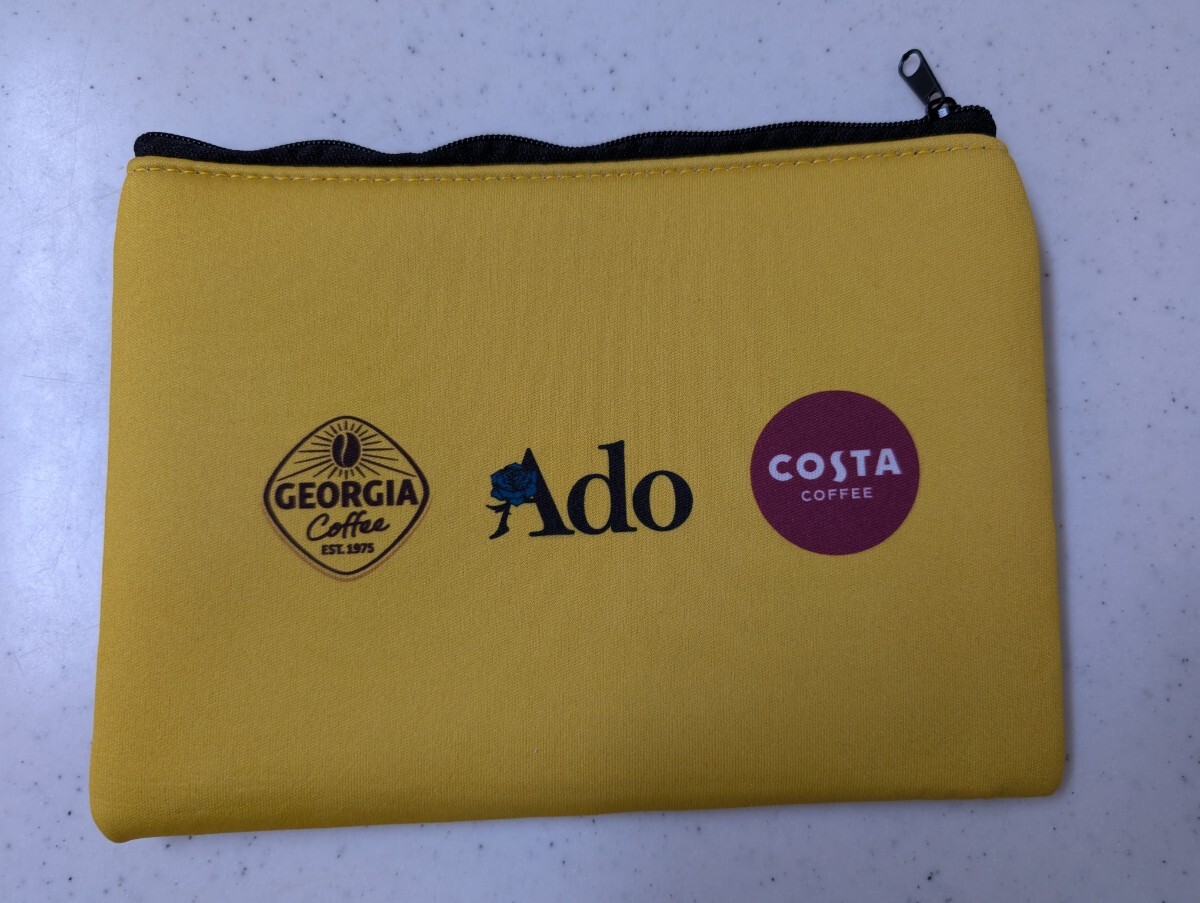 GEORGIA
Coffee
EST. 1975
Ado
COSTA
COFFEE